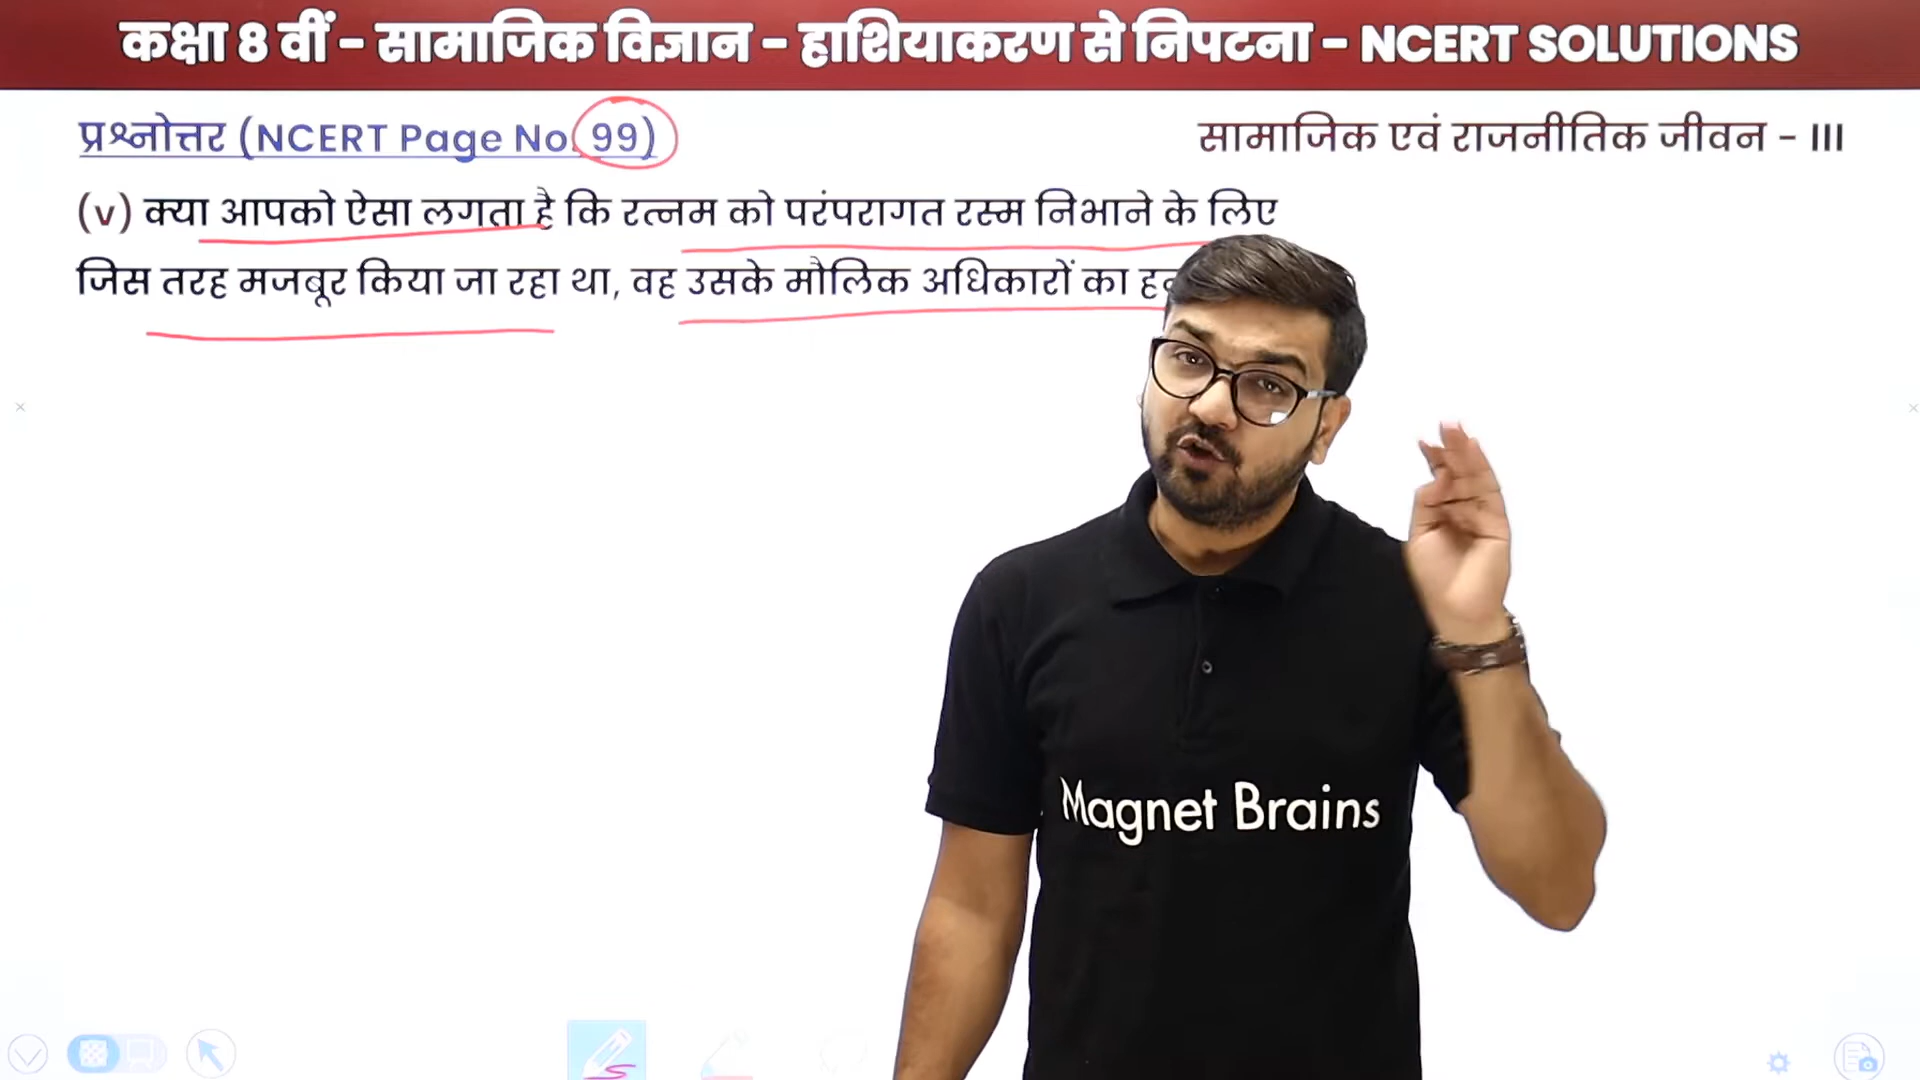 कक्षा 8 वीं - सामाजिक विज्ञान - हाशियाकरण से निपटना - NCERT SOLUTIONS
प्रश्नोत्तर (NCERT Page No. 99)
सामाजिक एवं राजनीतिक जीवन - III
(v) क्या आपको ऐसा लगता है कि रत्नम को परंपरागत रस्म निभाने के लिए
जिस तरह मजबूर किया जा रहा था, वह उसके मौलिक अधिकारों का
Magnet Brains